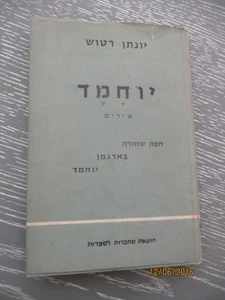 יונתן רטוש
יוחמד
שירים
חפה שחורה
בארגמן
יוחמד
הוצאת מחברות לספרות
12/06/2016